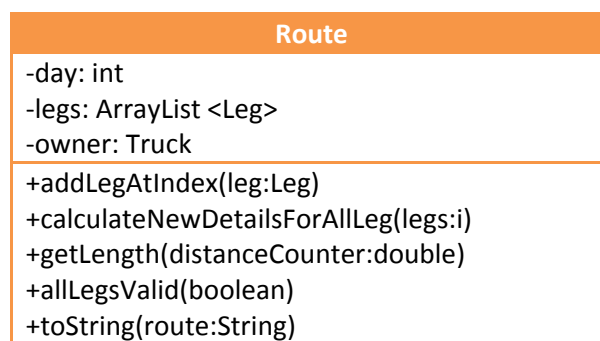 Route
-day: int
-legs: ArrayList <Leg>
-owner: Truck
+addLegAtIndex(leg:Leg)
+calculateNewDetailsForAllLeg(legs:i)
+getLength(distanceCounter:double)
+allLegsValid(boolean)
+toString(route:String)